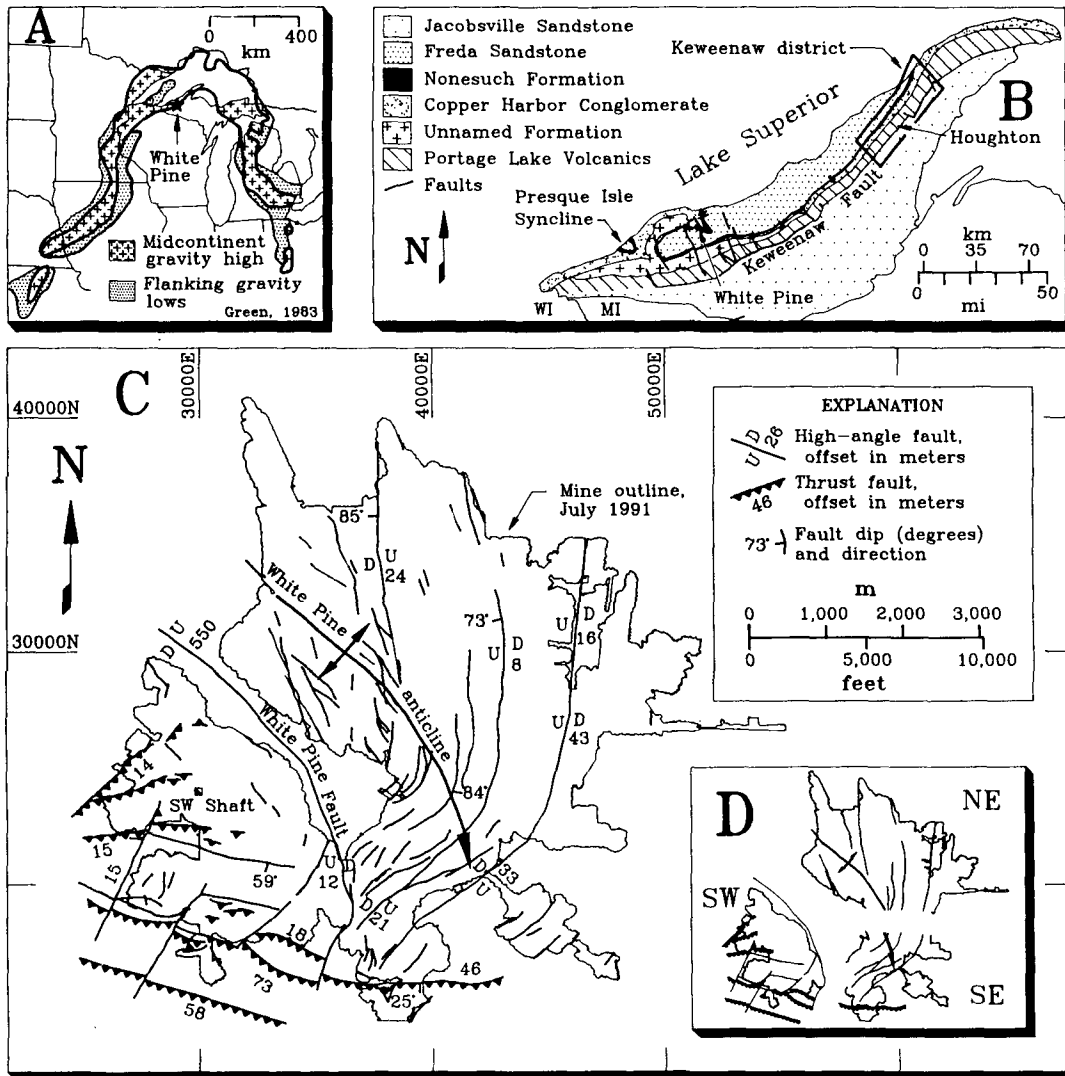 A
0 400
km
White
Pine
Midcontinent
gravity high
Flanking gravity
lows
Green, 1983
Jacobsville Sandstone
Freda Sandstone
Nonesuch Formation
Copper Harbor Conglomerate
Unnamed Formation
Portage Lake Volcanics
Faults
Keweenaw district
B
Lake Superior
Houghton
Presque Isle
Syncline
N
Keweenaw Fault
White Pine
WI MI
km
0 35 70
0 50
mi
C
30000E
40000E
50000E
40000N
30000N
N
EXPLANATION
U D 26 High-angle fault,
offset in meters
46 Thrust fault,
offset in meters
73° Fault dip (degrees)
and direction
m
0 1,000 2,000 3,000
0 5,000 10,000
feet
Mine outline,
July 1991
85°
D U
24
White Pine anticline
73°
U D
8
U D
16
U D
43
D U 550
White Pine Fault
84°
14
SW Shaft
15
15
59°
U D
12
D 33
U
D U
21
18
73
58
46
25°
D
NE
SW
SE